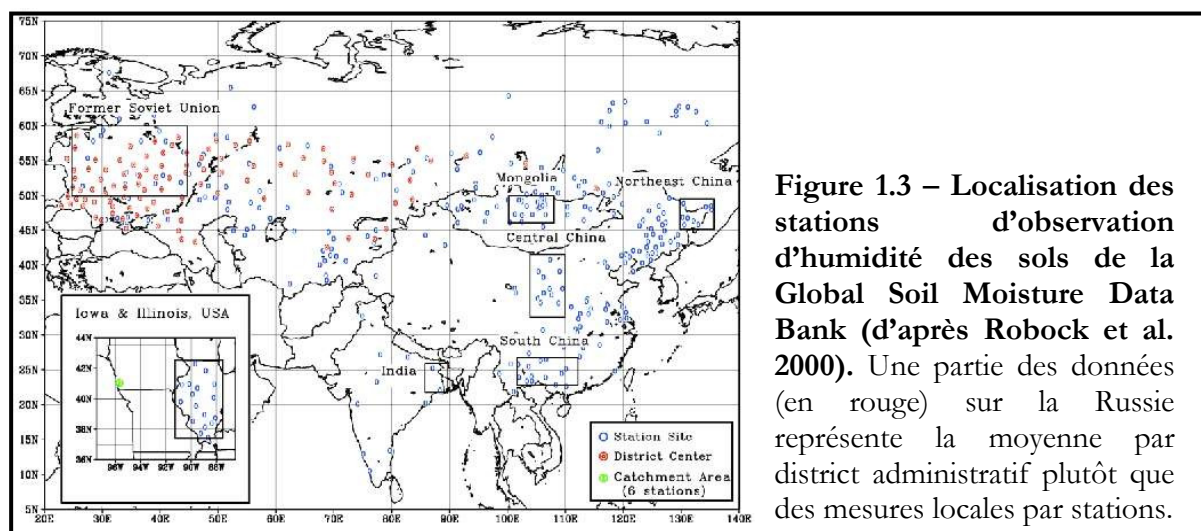 75N
70N
65N
60N
55N
50N
45N
40N
35N
30N
25N
20N
15N
10N
5N
20E 30E 40E 50E 60E 70E 80E 90E 100E 110E 120E 130E 140E
Former Soviet Union
Mongolia
Northeast China
Central China
South China
India
Iowa & Illinois, USA
44N
42N
40N
38N
36N
96W 94W 92W 90W 88W
Station Site
District Center
Catchment Area
(6 stations)
Figure 1.3 – Localisation des
stations d'observation
d'humidité des sols de la
Global Soil Moisture Data
Bank (d'après Robock et al.
2000). Une partie des données
(en rouge) sur la Russie
représente la moyenne par
district administratif plutôt que
des mesures locales par stations.